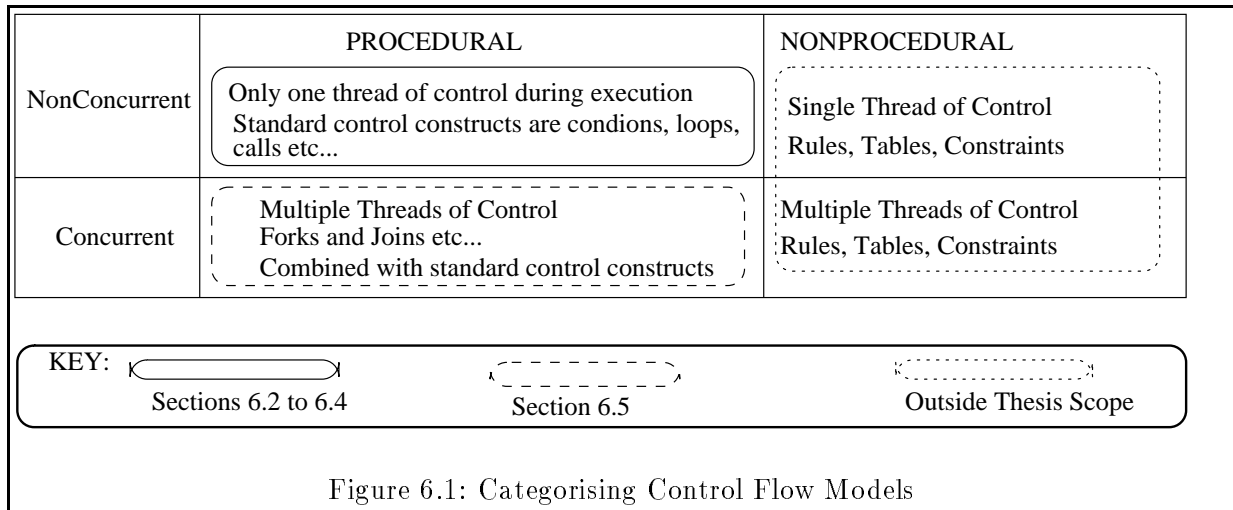 PROCEDURAL
NONPROCEDURAL
NonConcurrent
Only one thread of control during execution
Standard control constructs are condions, loops,
calls etc...
Single Thread of Control
Rules, Tables, Constraints
Concurrent
Multiple Threads of Control
Forks and Joins etc...
Combined with standard control constructs
Multiple Threads of Control
Rules, Tables, Constraints
KEY:
Sections 6.2 to 6.4
Section 6.5
Outside Thesis Scope
Figure 6.1: Categorising Control Flow Models